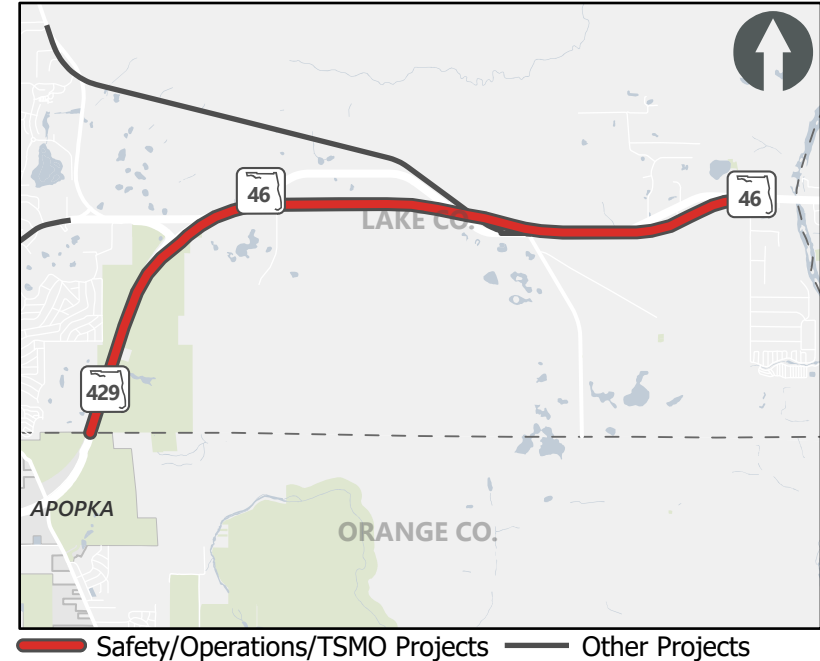 46
LAKE CO.
46
429
APOPKA
ORANGE CO.
Safety/Operations/TSMO Projects
Other Projects